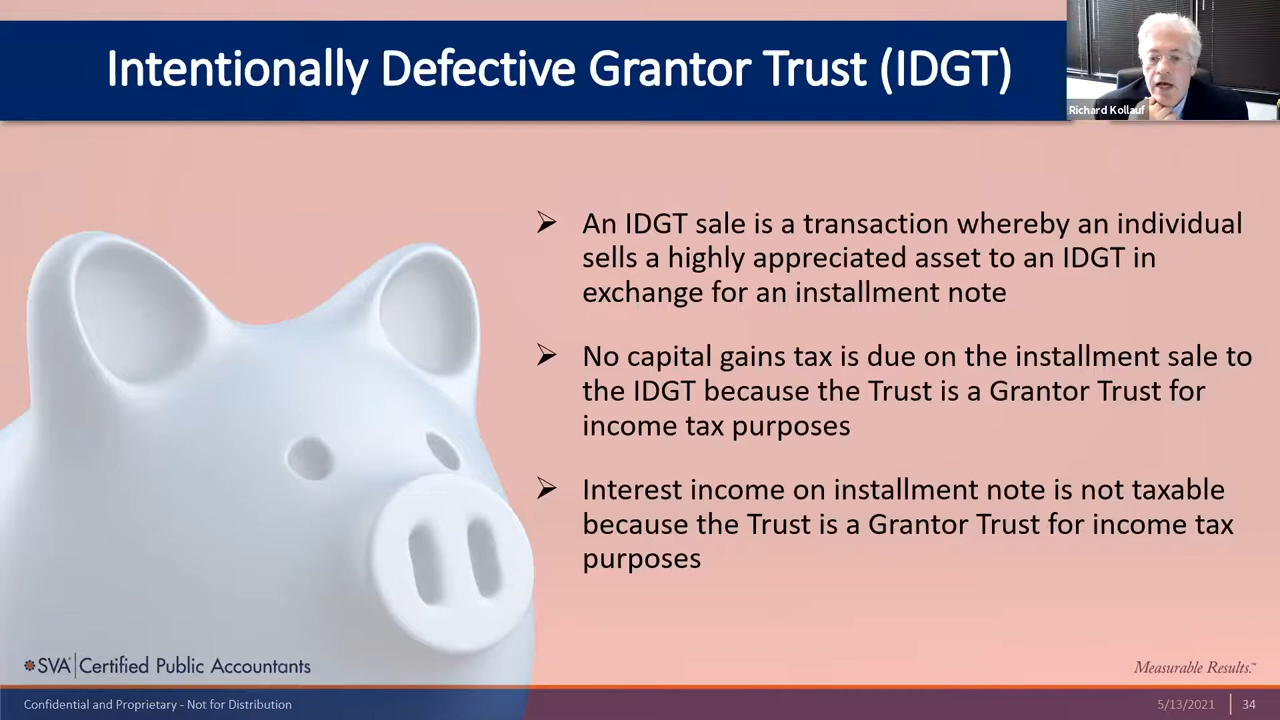 Intentionally Defective Grantor Trust (IDGT)
Richard Kollauf
An IDGT sale is a transaction whereby an individual
sells a highly appreciated asset to an IDGT in
exchange for an installment note
No capital gains tax is due on the installment sale to
the IDGT because the Trust is a Grantor Trust for
income tax purposes
Interest income on installment note is not taxable
because the Trust is a Grantor Trust for income tax
purposes
SVA Certified Public Accountants
Measurable Results.℠
Confidential and Proprietary - Not for Distribution
5/13/2021
34